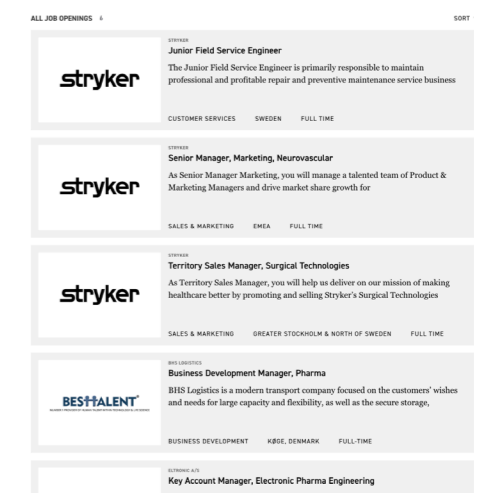 ALL JOB OPENINGS 6
SORT
stryker
STRYKER
Junior Field Service Engineer
The Junior Field Service Engineer is primarily responsible to maintain
professional and profitable repair and preventive maintenance service business
CUSTOMER SERVICES SWEDEN FULL TIME
stryker
STRYKER
Senior Manager, Marketing, Neurovascular
As Senior Manager Marketing, you will manage a talented team of Product &
Marketing Managers and drive market share growth for
SALES & MARKETING EMEA FULL TIME
stryker
STRYKER
Territory Sales Manager, Surgical Technologies
As Territory Sales Manager, you will help us deliver on our mission of making
healthcare better by promoting and selling Stryker's Surgical Technologies
SALES & MARKETING GREATER STOCKHOLM & NORTH OF SWEDEN FULL TIME
BESTTALENT
BHS LOGISTICS
Business Development Manager, Pharma
BHS Logistics is a modern transport company focused on the customers' wishes
and needs for large capacity and flexibility, as well as the secure storage,
BUSINESS DEVELOPMENT KØGE, DENMARK FULL-TIME
ELTRONIC A/S
Key Account Manager, Electronic Pharma Engineering